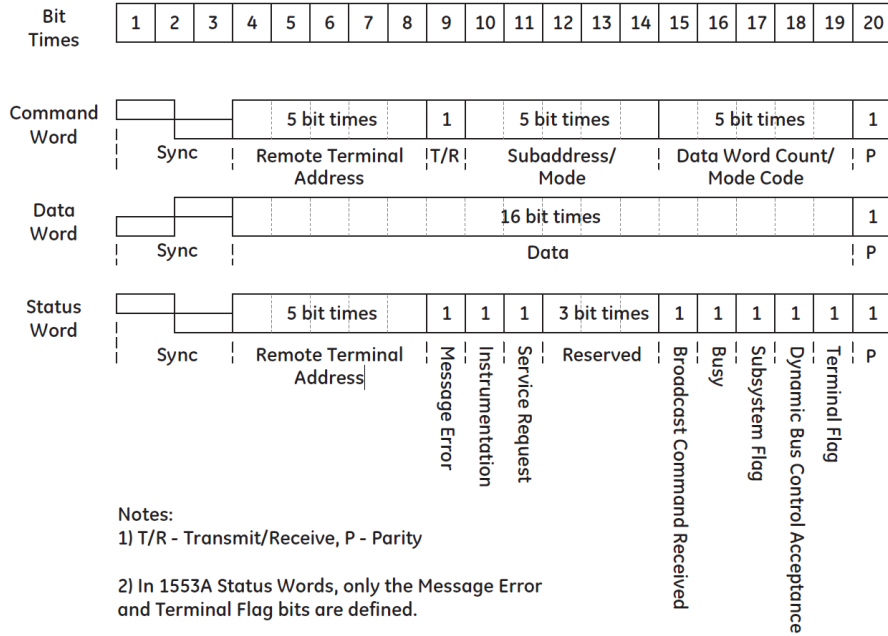 Bit Times 1 2 3 4 5 6 7 8 9 10 11 12 13 14 15 16 17 18 19 20
Command Word
5 bit times 1 5 bit times 5 bit times 1
Sync Remote Terminal Address T/R Subaddress/ Mode Data Word Count/ Mode Code P
Data Word
16 bit times 1
Sync Data P
Status Word
5 bit times 1 1 1 3 bit times 1 1 1 1 1 1
Sync Remote Terminal Address Message Error Instrumentation Service Request Reserved Broadcast Command Received Busy Subsystem Flag Dynamic Bus Control Acceptance Terminal Flag P
Notes:
1) T/R - Transmit/Receive, P - Parity
2) In 1553A Status Words, only the Message Error
and Terminal Flag bits are defined.